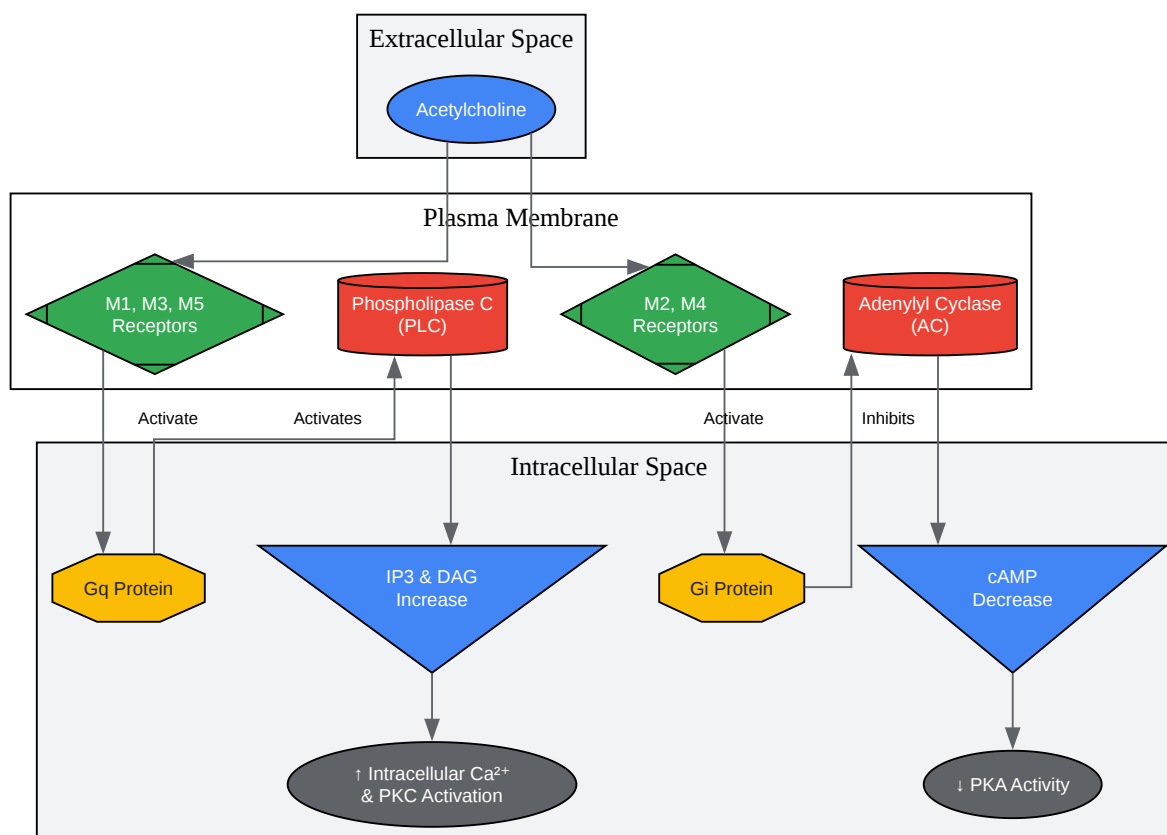 Extracellular Space
Acetylcholine
Plasma Membrane
M1, M3, M5
Receptors
Phospholipase C
(PLC)
M2, M4
Receptors
Adenylyl Cyclase
(AC)
Activate
Activates
Activate
Inhibits
Intracellular Space
Gq Protein
IP3 & DAG
Increase
Gi Protein
cAMP
Decrease
↑ Intracellular Ca²⁺
& PKC Activation
↓ PKA Activity